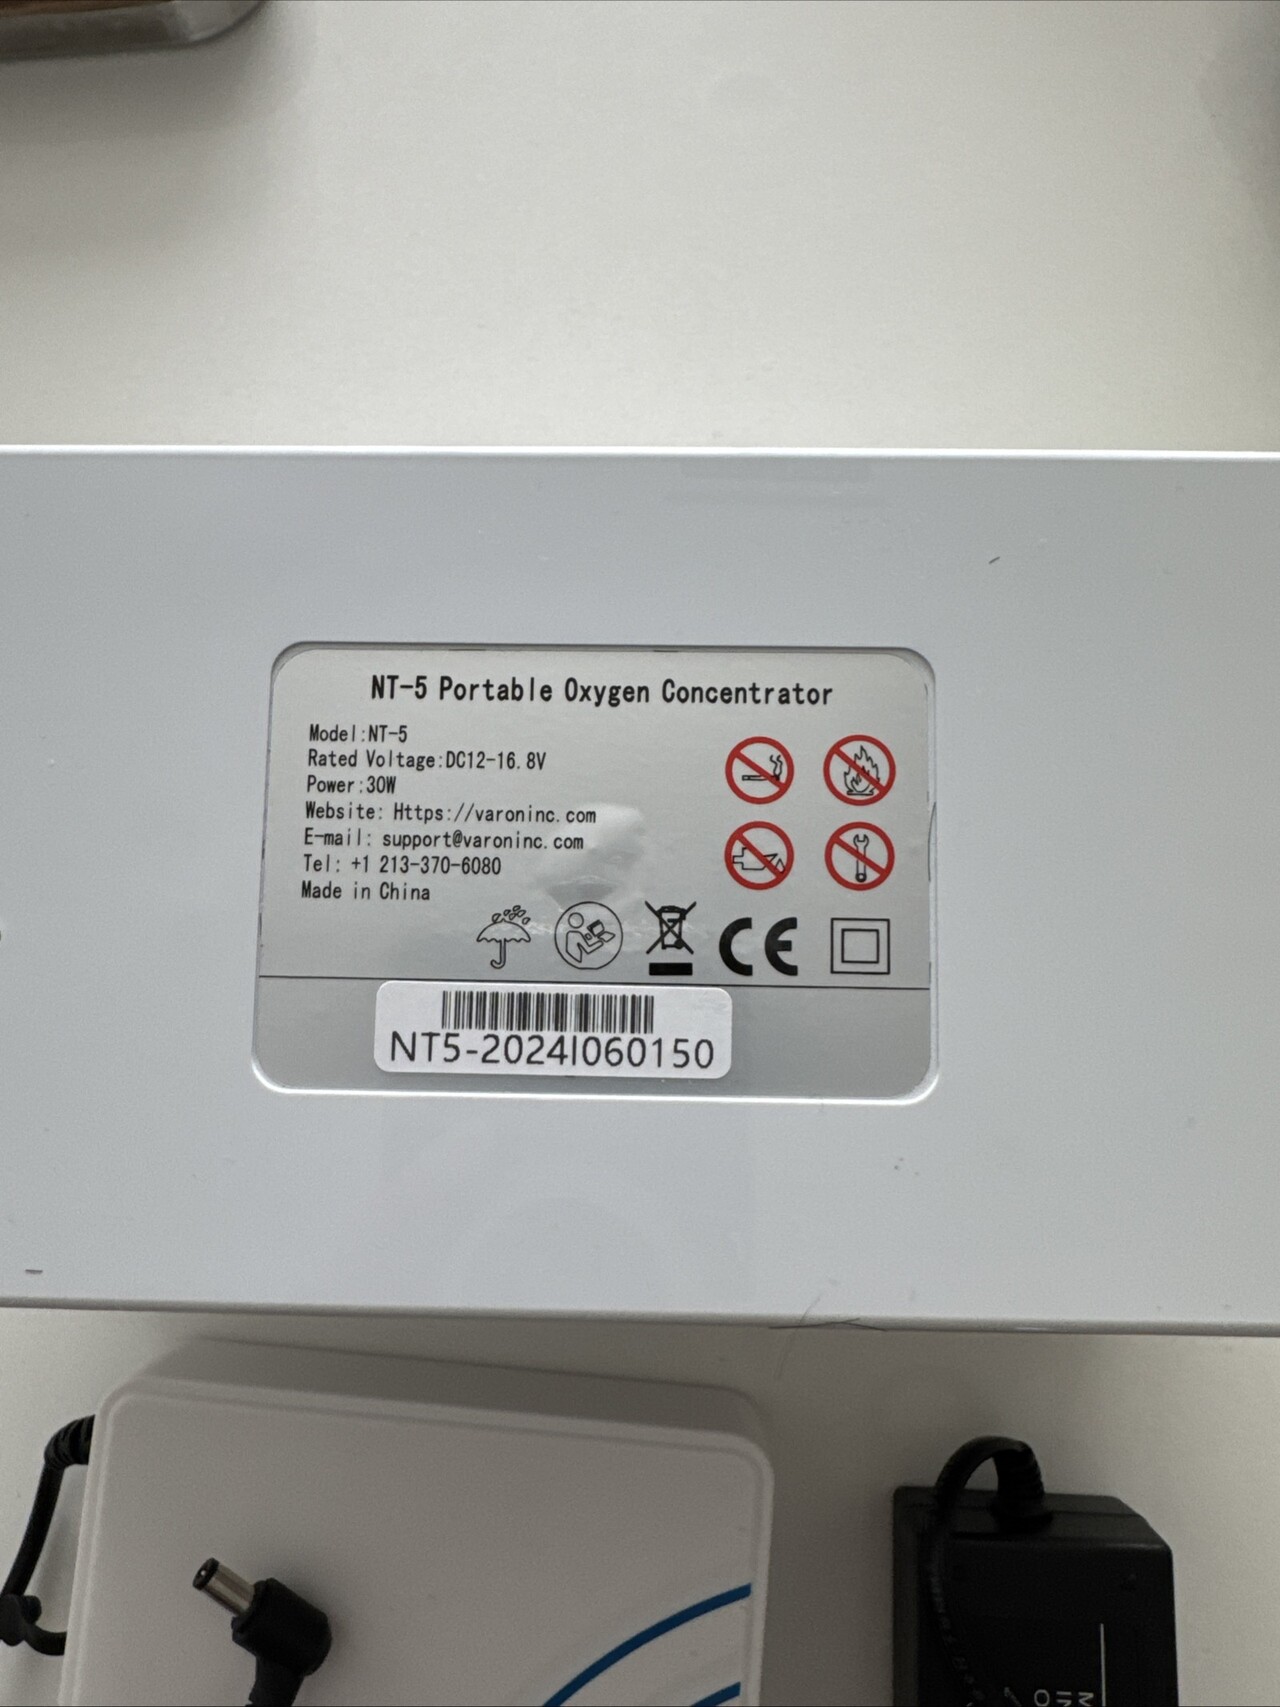 NT-5 Portable Oxygen Concentrator
Model:NT-5
Rated Voltage:DC12-16.8V
Power:30W
Website: Https://varoninc.com
E-mail: support@varoninc.com
Tel: +1 213-370-6080
Made in China
CE
NT5-2024I060150